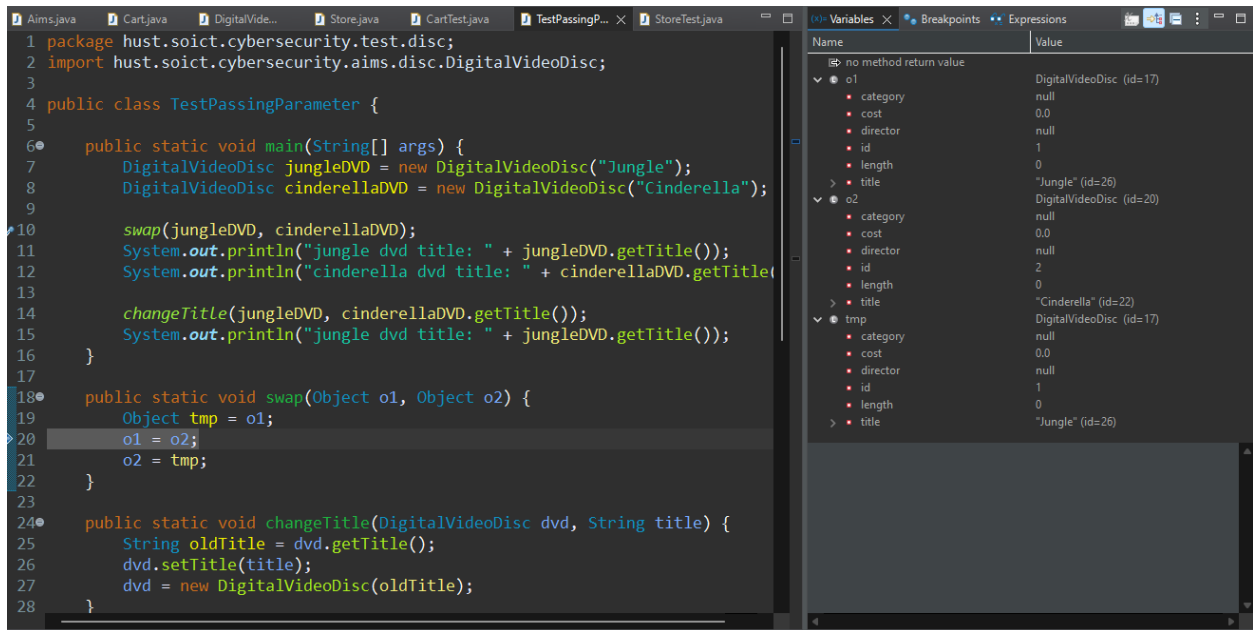 Aims.java Cart.java DigitalVide... Store.java CartTest.java TestPassingP... StoreTest.java
1 package hust.soict.cybersecurity.test.disc;
2 import hust.soict.cybersecurity.aims.disc.DigitalVideoDisc;
3
4 public class TestPassingParameter {
5
6 public static void main(String[] args) {
7 DigitalVideoDisc jungleDVD = new DigitalVideoDisc("Jungle");
8 DigitalVideoDisc cinderellaDVD = new DigitalVideoDisc("Cinderella");
9
10 swap(jungleDVD, cinderellaDVD);
11 System.out.println("jungle dvd title: " + jungleDVD.getTitle());
12 System.out.println("cinderella dvd title: " + cinderellaDVD.getTitle(
13
14 changeTitle(jungleDVD, cinderellaDVD.getTitle());
15 System.out.println("jungle dvd title: " + jungleDVD.getTitle());
16 }
17
18 public static void swap(Object o1, Object o2) {
19 Object tmp = o1;
20 o1 = o2;
21 o2 = tmp;
22 }
23
24 public static void changeTitle(DigitalVideoDisc dvd, String title) {
25 String oldTitle = dvd.getTitle();
26 dvd.setTitle(title);
27 dvd = new DigitalVideoDisc(oldTitle);
28 }
(x)= Variables Breakpoints Expressions
Name Value
no method return value
o1 DigitalVideoDisc (id=17)
category null
cost 0.0
director null
id 1
length 0
title "Jungle" (id=26)
o2 DigitalVideoDisc (id=20)
category null
cost 0.0
director null
id 2
length 0
title "Cinderella" (id=22)
tmp DigitalVideoDisc (id=17)
category null
cost 0.0
director null
id 1
length 0
title "Jungle" (id=26)